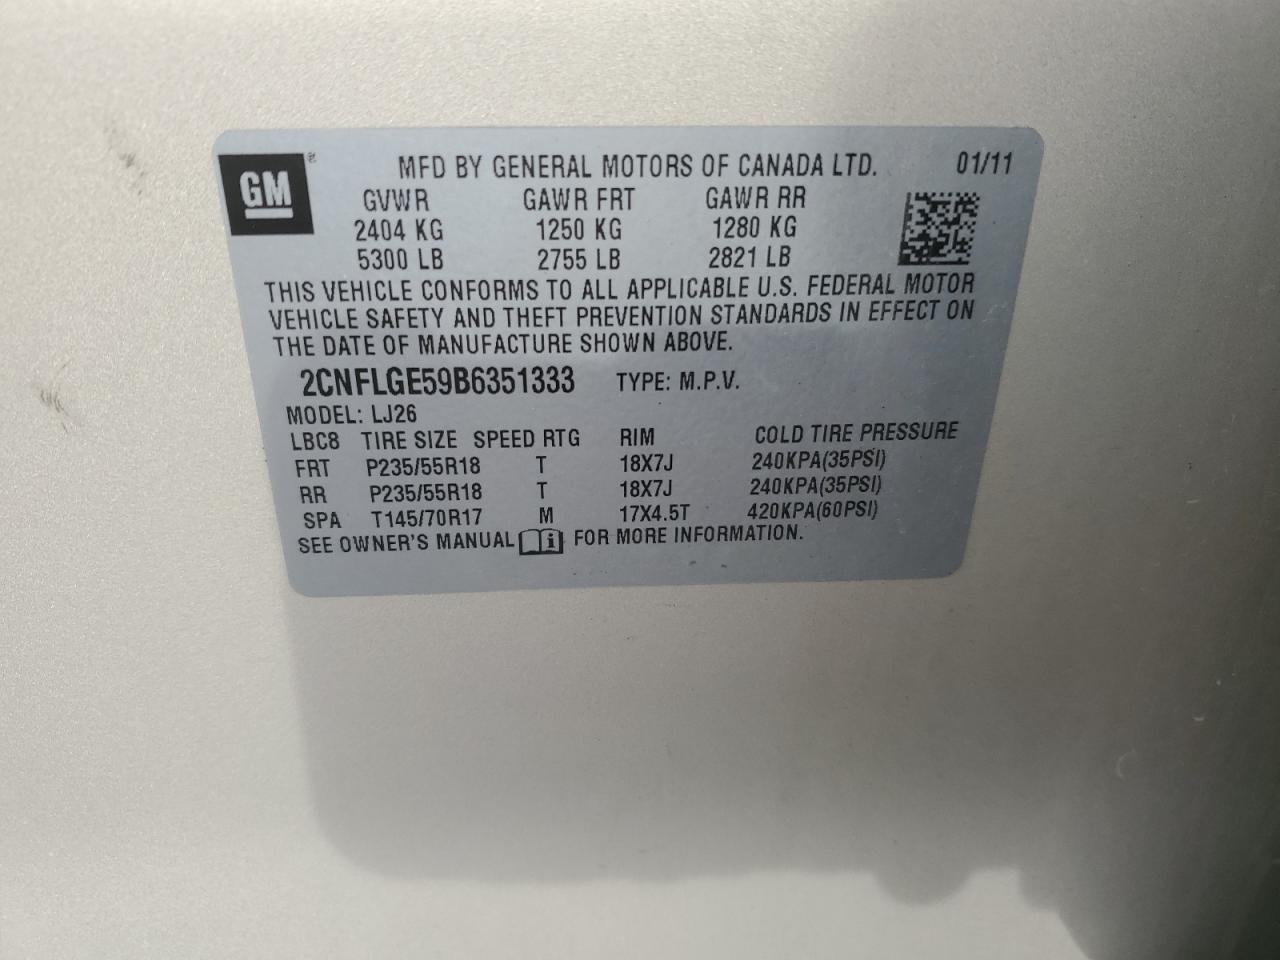 GM
®
MFD BY GENERAL MOTORS OF CANADA LTD. 01/11
GVWR GAWR FRT GAWR RR
2404 KG 1250 KG 1280 KG
5300 LB 2755 LB 2821 LB
THIS VEHICLE CONFORMS TO ALL APPLICABLE U.S. FEDERAL MOTOR
VEHICLE SAFETY AND THEFT PREVENTION STANDARDS IN EFFECT ON
THE DATE OF MANUFACTURE SHOWN ABOVE.
2CNFLGE59B6351333 TYPE: M.P.V.
MODEL: LJ26
LBC8 TIRE SIZE SPEED RTG RIM COLD TIRE PRESSURE
FRT P235/55R18 T 18X7J 240KPA(35PSI)
RR P235/55R18 T 18X7J 240KPA(35PSI)
SPA T145/70R17 M 17X4.5T 420KPA(60PSI)
SEE OWNER'S MANUAL i FOR MORE INFORMATION.